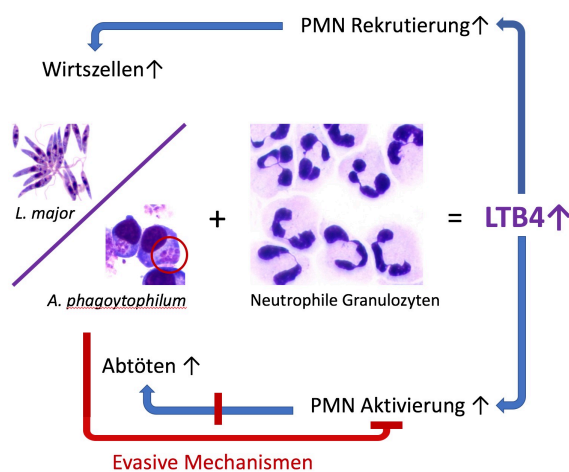 PMN Rekrutierung↑
Wirtszellen↑
L. major
+
=
LTB4↑
A. phagoytophilum
Neutrophile Granulozyten
Abtöten ↑
PMN Aktivierung ↑
Evasive Mechanismen